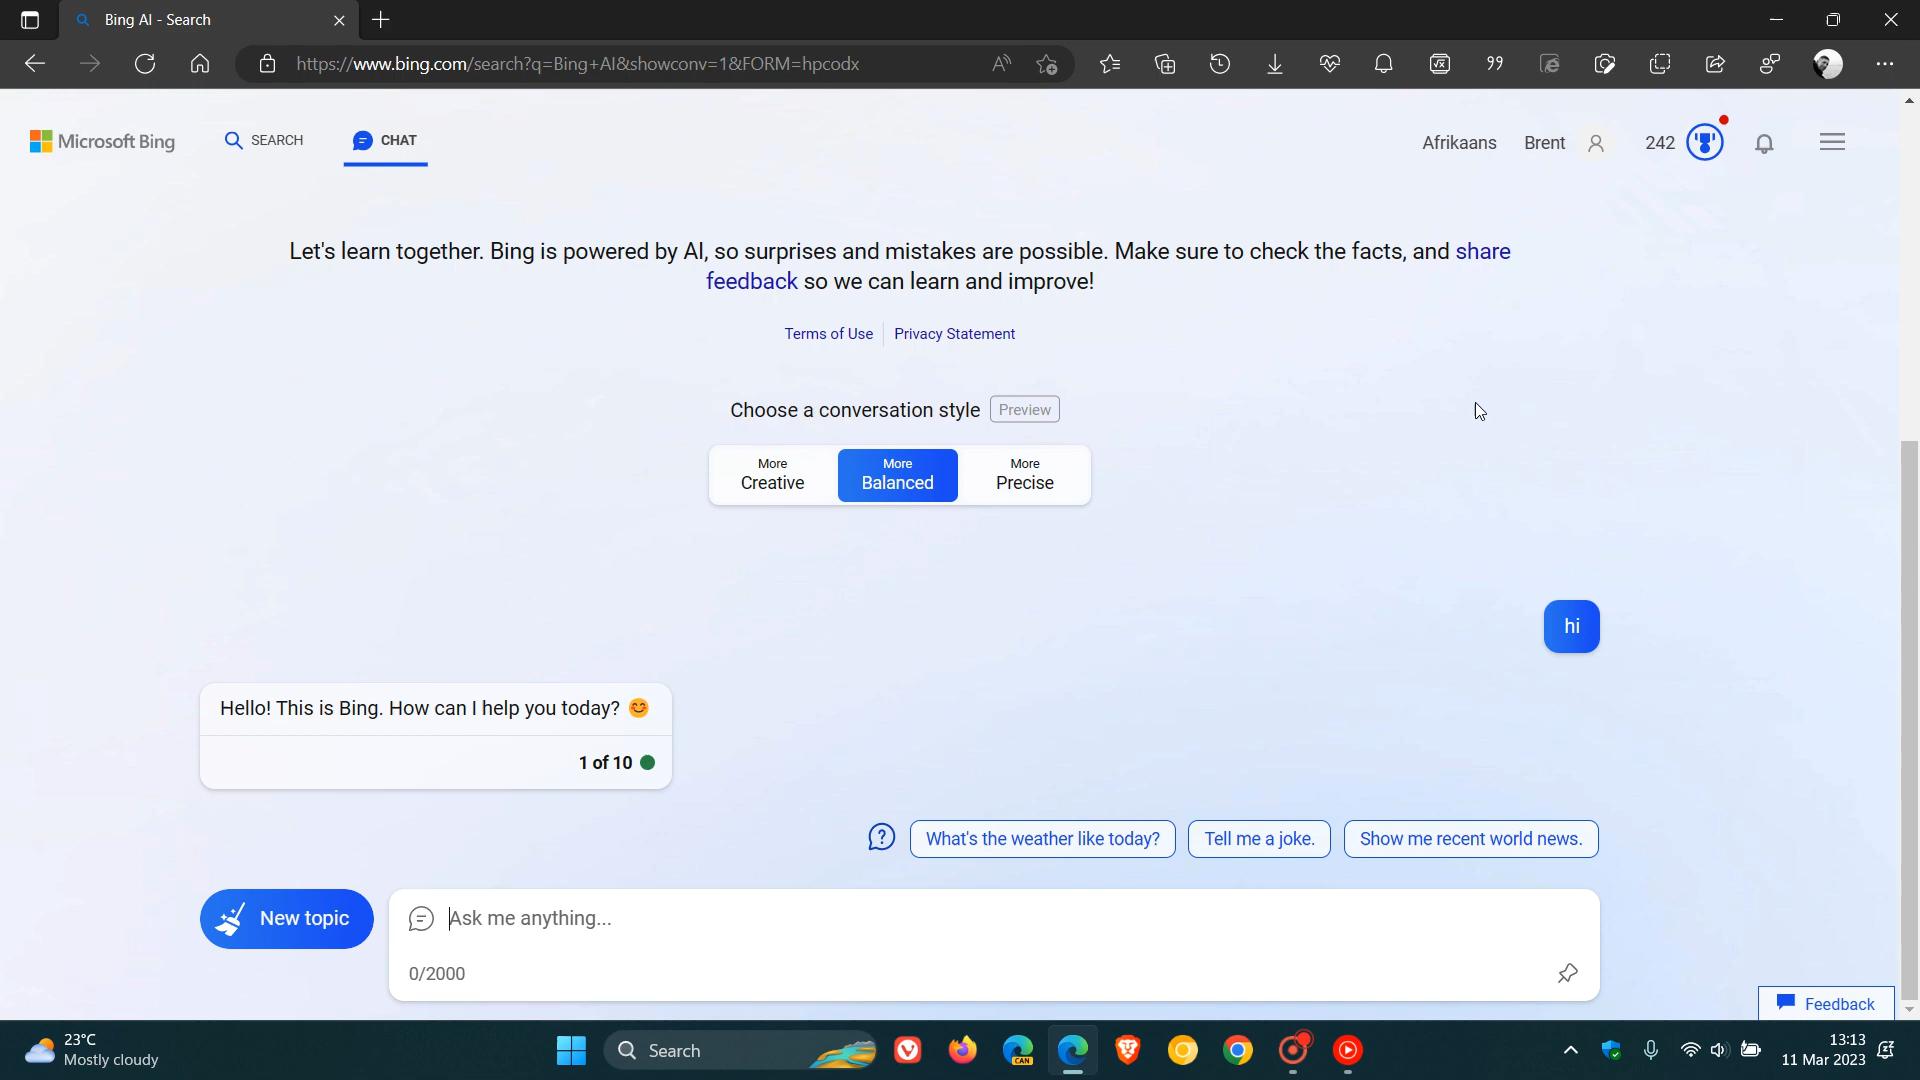 Bing AI - Search
https://www.bing.com/search?q=Bing+AI&showconv=1&FORM=hpcodx
Microsoft Bing
SEARCH
CHAT
Afrikaans
Brent
242
Let's learn together. Bing is powered by AI, so surprises and mistakes are possible. Make sure to check the facts, and share
feedback so we can learn and improve!
Terms of Use
Privacy Statement
Choose a conversation style
Preview
More
Creative
More
Balanced
More
Precise
hi
Hello! This is Bing. How can I help you today? 😊
1 of 10
What's the weather like today?
Tell me a joke.
Show me recent world news.
New topic
Ask me anything...
0/2000
Feedback
23°C
Mostly cloudy
Search
CAN
13:13
11 Mar 2023